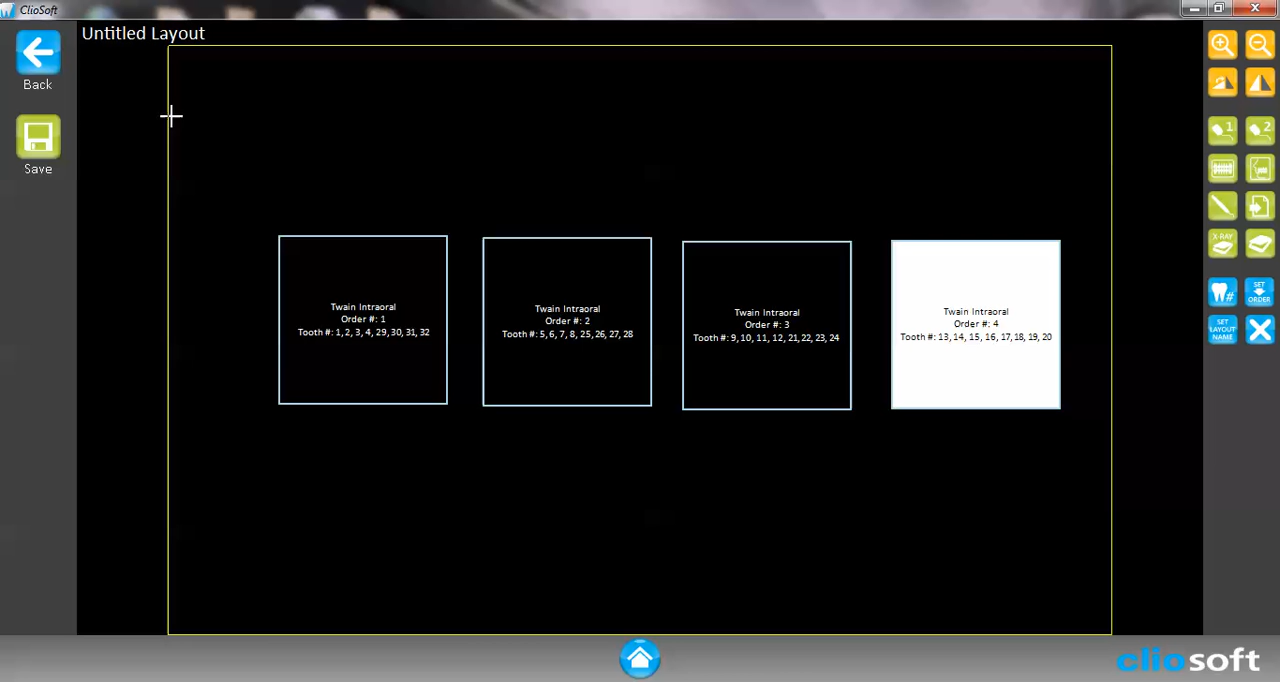 ClioSoft
Untitled Layout
Back
Save
Twain Intraoral
Order #: 1
Tooth #: 1, 2, 3, 4, 29, 30, 31, 32
Twain Intraoral
Order #: 2
Tooth #: 5, 6, 7, 8, 25, 26, 27, 28
Twain Intraoral
Order #: 3
Tooth #: 9, 10, 11, 12, 21, 22, 23, 24
Twain Intraoral
Order #: 4
Tooth #: 13, 14, 15, 16, 17, 18, 19, 20
1
2
X-RAY
#
SET
ORDER
SET
LAYOUT
NAME
cliosoft